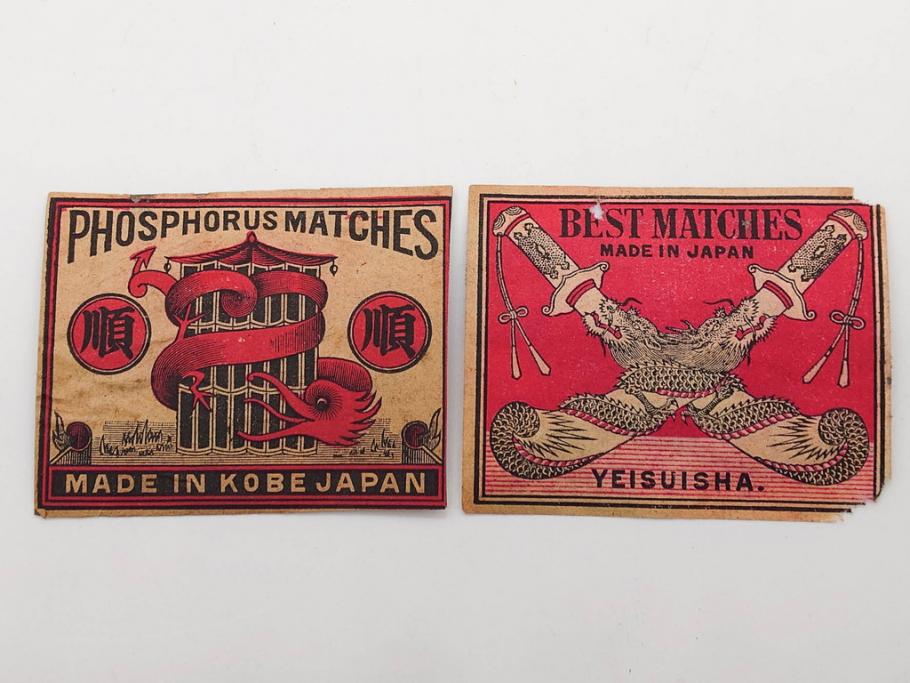 PHOSPHORUS MATCHES
順 順
MADE IN KOBE JAPAN
BEST MATCHES
MADE IN JAPAN
YEISUISHA.